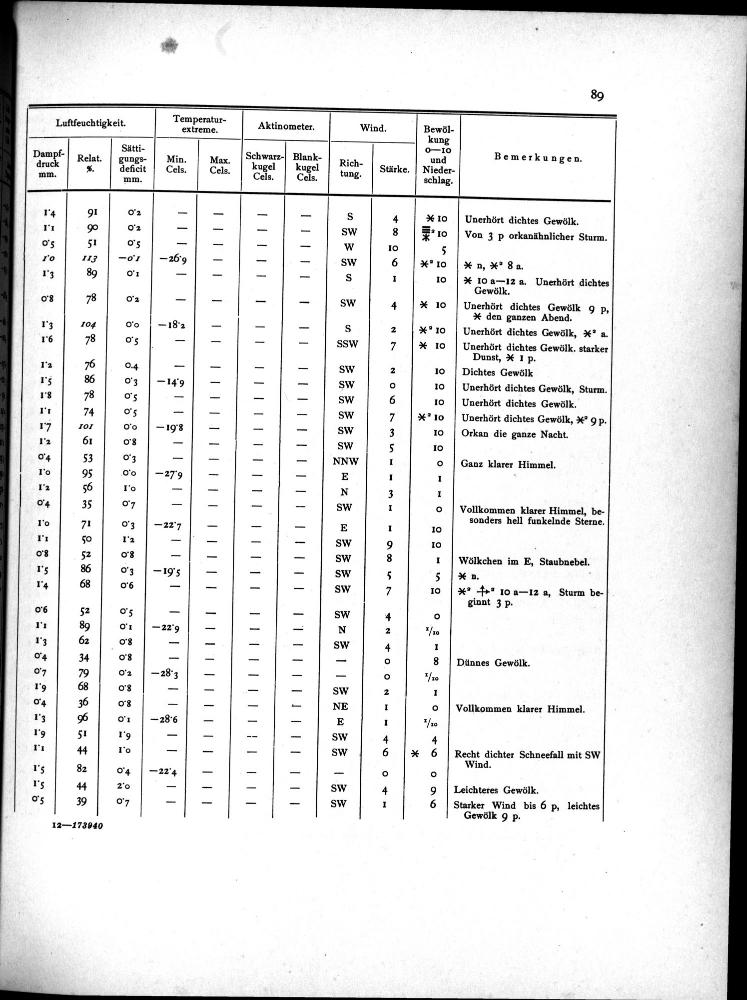 89
Luftfeuchtigkeit. Temperatur-extreme. Aktinometer. Wind. Bewöl-kung 0—10 und Nieder-schlag. Bemerkungen.
Dampf-druck mm. Relat. %. Sätti-gungs-deficit mm. Min. Cels. Max. Cels. Schwarz-kugel Cels. Blank-kugel Cels. Rich-tung. Stärke.
1·4 91 0·2 — — — — S 4 ✳ 10 Unerhört dichtes Gewölk.
1·1 90 0·2 — — — — SW 8 ² 10 Von 3 p orkanähnlicher Sturm.
0·5 51 0·5 — — — — W 10 5
1·0 113 —0·1 —26·9 — — — SW 6 ✳° 10 ✳ n, ✳° 8 a.
1·3 89 0·1 — — — — S 1 10 ✳ 10 a—12 a. Unerhört dichtes
Gewölk.
0·8 78 0·2 — — — — SW 4 ✳ 10 Unerhört dichtes Gewölk 9 p,
✳ den ganzen Abend.
1·3 104 0·0 —18·2 — — — S 2 ✳° 10 Unerhört dichtes Gewölk, ✳° a.
1·6 78 0·5 — — — — SSW 7 ✳ 10 Unerhört dichtes Gewölk. starker
Dunst, ✳ 1 p.
1·2 76 0.4 — — — — SW 2 10 Dichtes Gewölk
1·5 86 0·3 —14·9 — — — SW 0 10 Unerhört dichtes Gewölk, Sturm.
1·8 78 0·5 — — — — SW 6 10 Unerhört dichtes Gewölk.
1·1 74 0·5 — — — — SW 7 ✳° 10 Unerhört dichtes Gewölk, ✳° 9 p.
1·7 101 0·0 —19·8 — — — SW 3 10 Orkan die ganze Nacht.
1·2 61 0·8 — — — — SW 5 10
0·4 53 0·3 — — — — NNW 1 0 Ganz klarer Himmel.
1·0 95 0·0 —27·9 — — — E 1 1
1·2 56 1·0 — — — — N 3 1
0·4 35 0·7 — — — — SW 1 0 Vollkommen klarer Himmel, be-
sonders hell funkelnde Sterne.
1·0 71 0·3 —22·7 — — — E 1 10
1·1 50 1·2 — — — — SW 9 10
0·8 52 0·8 — — — — SW 8 1 Wölkchen im E, Staubnebel.
1·5 86 0·3 —19·5 — — — SW 5 5 ✳ n.
1·4 68 0·6 — — — — SW 7 10 ✳° ² 10 a—12 a, Sturm be-
ginnt 3 p.
0·6 52 0·5 — — — — SW 4 0
1·1 89 0·1 —22·9 — — — N 2 1/10
1·3 62 0·8 — — — — SW 4 1
0·4 34 0·8 — — — — — 0 8 Dünnes Gewölk.
0·7 79 0·2 —28·3 — — — — 0 1/10
1·9 68 0·8 — — — — SW 2 1
0·4 36 0·8 — — — — NE 1 0 Vollkommen klarer Himmel.
1·3 96 0·1 —28·6 — — — E 1 1/10
1·9 51 1·9 — — -- — SW 4 4
1·1 44 1·0 — — — — SW 6 ✳ 6 Recht dichter Schneefall mit SW
Wind.
1·5 82 0·4 —22·4 — — — — 0 0
1·5 44 2·0 — — — — SW 4 9 Leichteres Gewölk.
0·5 39 0·7 — — — — SW 1 6 Starker Wind bis 6 p, leichtes
Gewölk 9 p.
12—173940